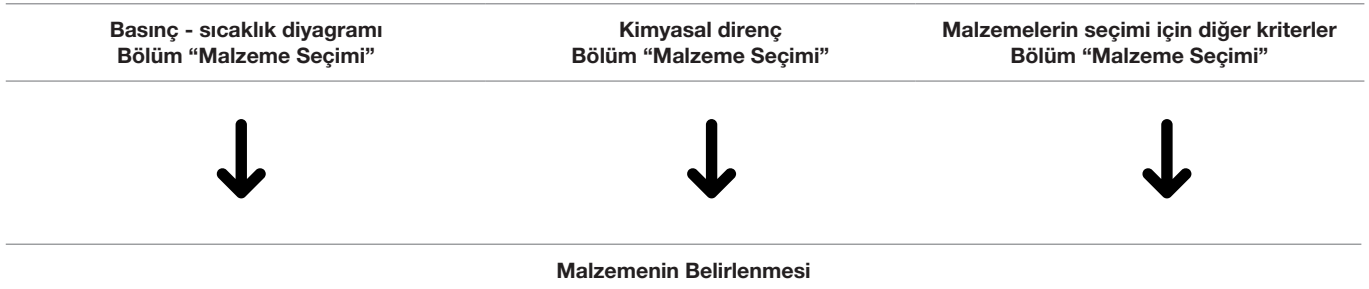 Basınç - sıcaklık diyagramı
Bölüm “Malzeme Seçimi”
Kimyasal direnç
Bölüm “Malzeme Seçimi”
Malzemelerin seçimi için diğer kriterler
Bölüm “Malzeme Seçimi”
Malzemenin Belirlenmesi